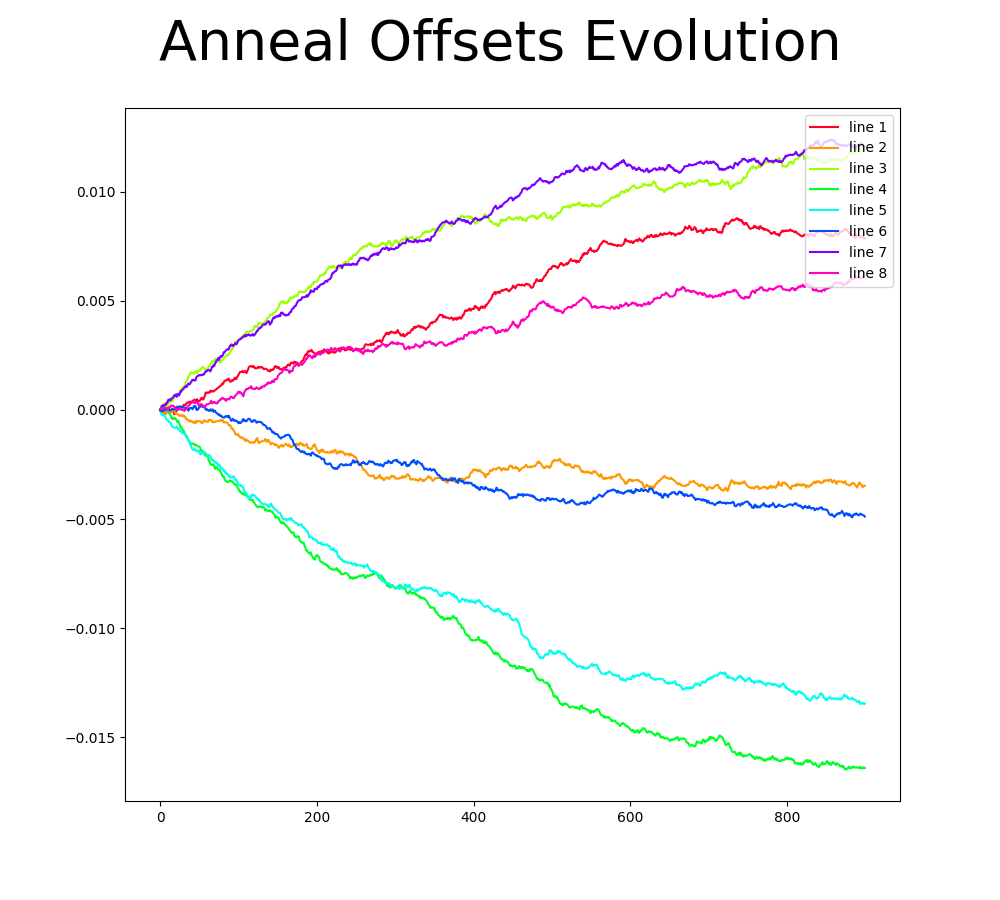 Anneal Offsets Evolution
line 1
line 2
line 3
line 4
line 5
line 6
line 7
line 8
0.010
0.005
0.000
−0.005
−0.010
−0.015
0 200 400 600 800